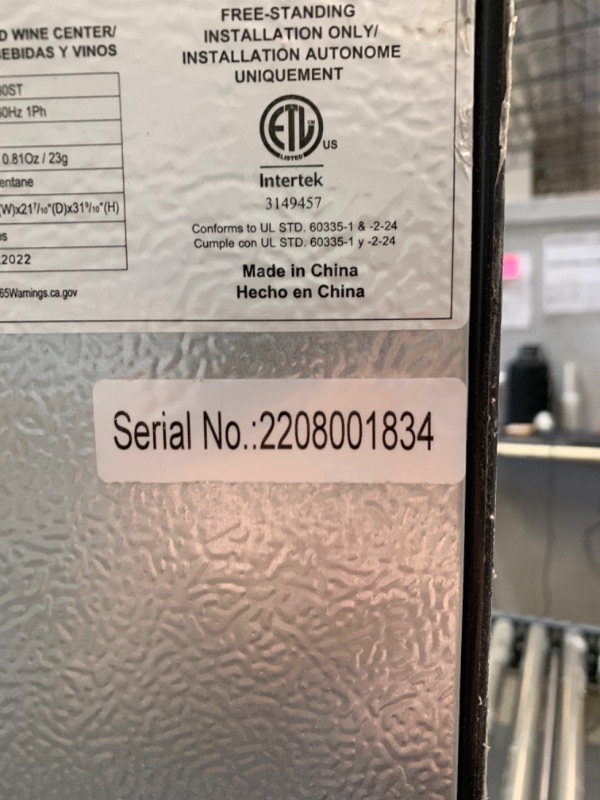 D WINE CENTER/
EBIDAS Y VINOS
0ST
60Hz 1Ph
0.81Oz / 23g
entane
(W)x21⁷/₁₀"(D)x31⁹/₁₀"(H)
os
2022
65Warnings.ca.gov
FREE-STANDING
INSTALLATION ONLY/
INSTALLATION AUTONOME
UNIQUEMENT
ETL
LISTED
US
Intertek
3149457
Conforms to UL STD. 60335-1 & -2-24
Cumple con UL STD. 60335-1 y -2-24
Made in China
Hecho en China
Serial No.:2208001834